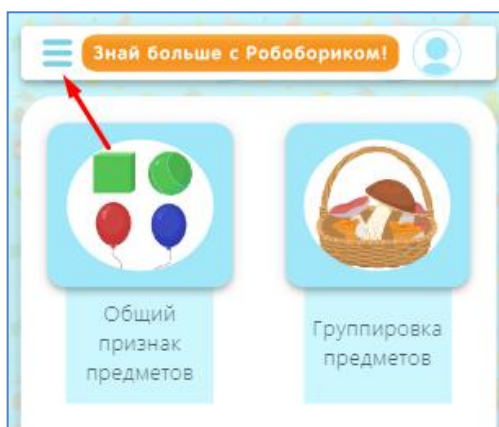 Знай больше с Робобориком!
Общий
признак
предметов
Группировка
предметов